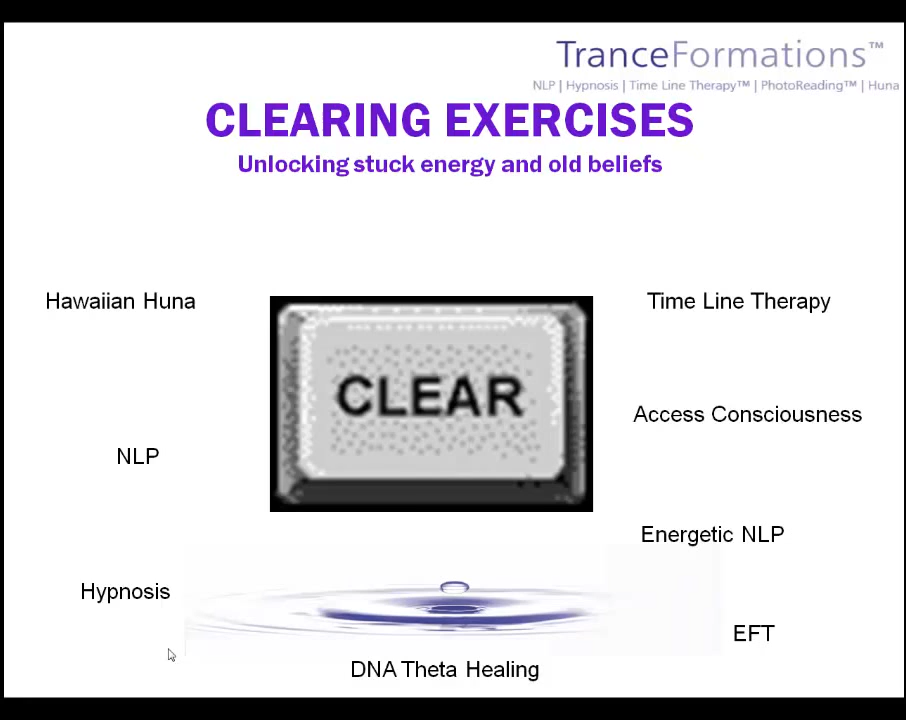 TranceFormations™
NLP | Hypnosis | Time Line Therapy™ | PhotoReading™ | Huna
CLEARING EXERCISES
Unlocking stuck energy and old beliefs
Hawaiian Huna
Time Line Therapy
CLEAR
Access Consciousness
NLP
Energetic NLP
Hypnosis
EFT
DNA Theta Healing